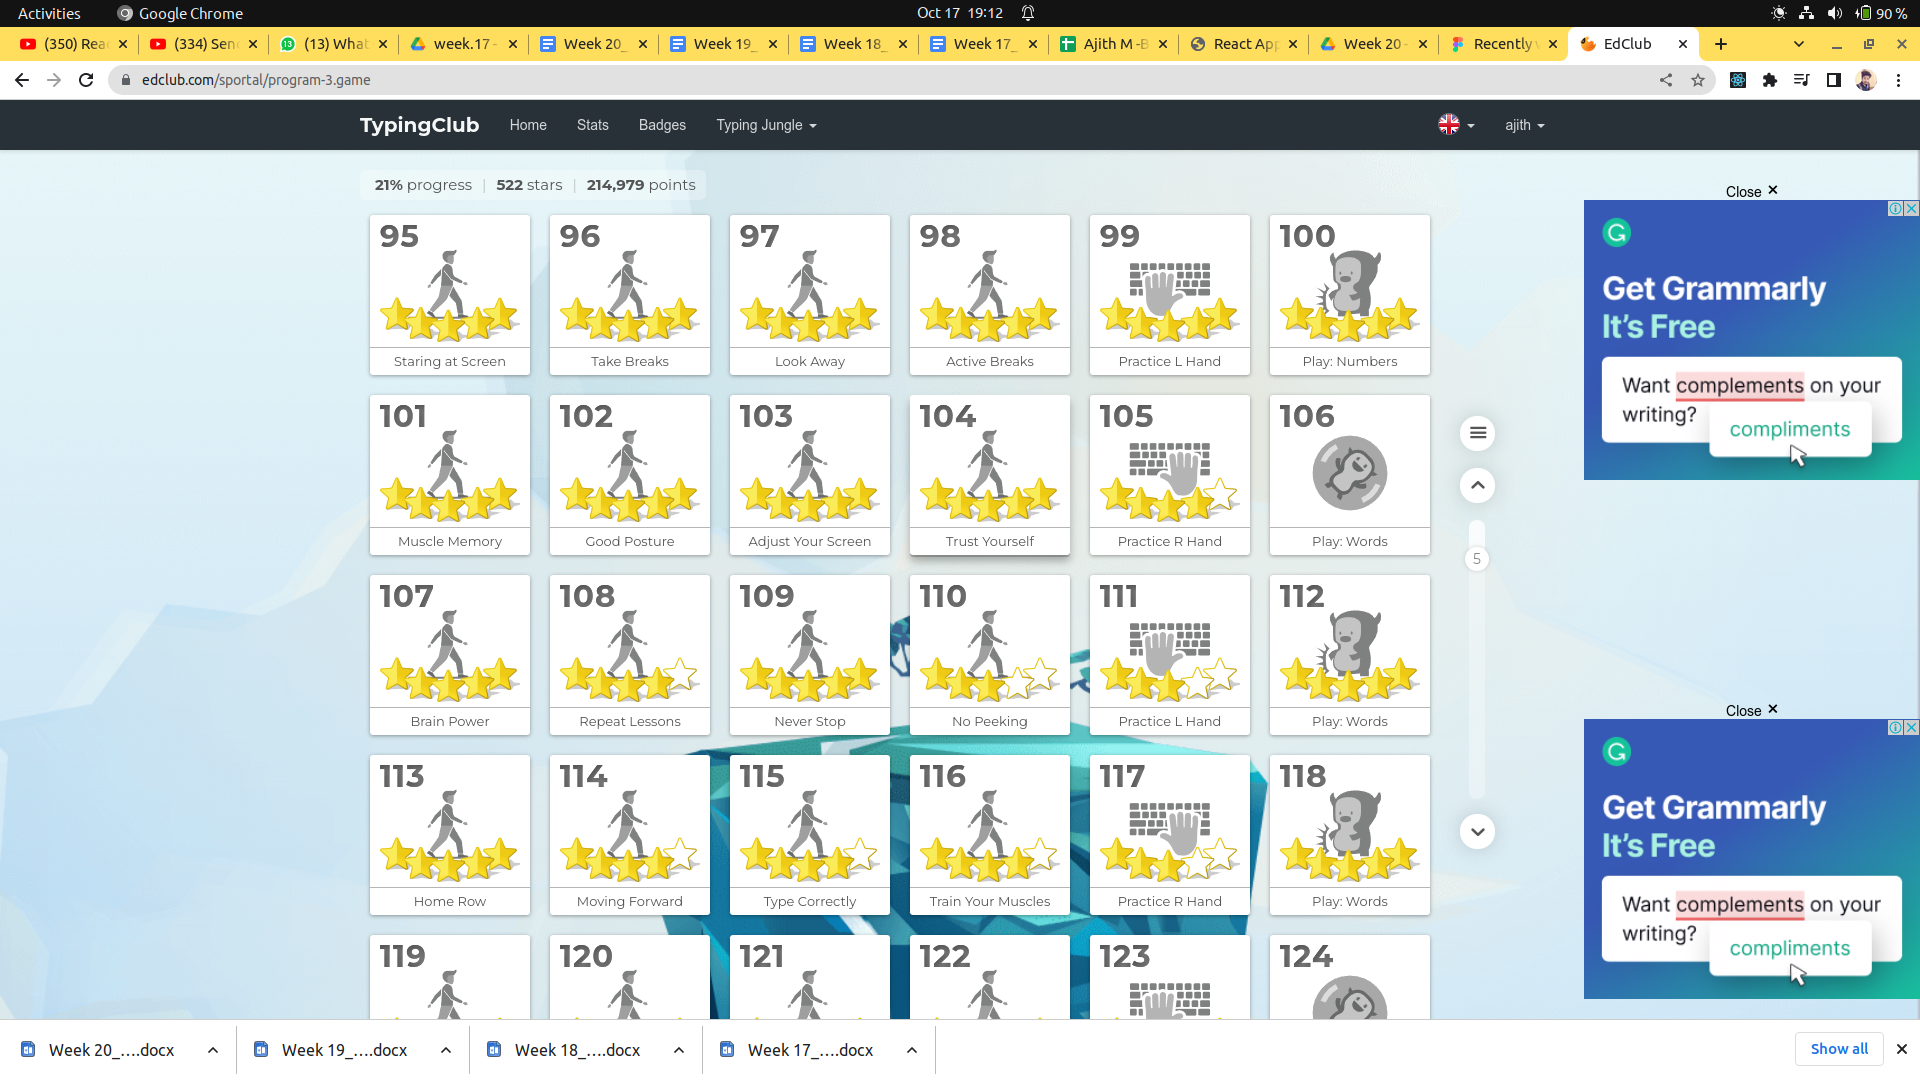 Activities
Google Chrome
Oct 17 19:12
90 %
(350) Rea
(334) Sen
(13) What
week.17 -
Week 20_
Week 19_
Week 18_
Week 17_
Ajith M -B
React App
Week 20 -
Recently
EdClub
edclub.com/sportal/program-3.game
TypingClub
Home
Stats
Badges
Typing Jungle
ajith
21% progress | 522 stars | 214,979 points
95
96
97
98
99
100
Staring at Screen
Take Breaks
Look Away
Active Breaks
Practice L Hand
Play: Numbers
101
102
103
104
105
106
Muscle Memory
Good Posture
Adjust Your Screen
Trust Yourself
Practice R Hand
Play: Words
107
108
109
110
111
112
Brain Power
Repeat Lessons
Never Stop
No Peeking
Practice L Hand
Play: Words
113
114
115
116
117
118
Home Row
Moving Forward
Type Correctly
Train Your Muscles
Practice R Hand
Play: Words
119
120
121
122
123
124
5
Close
Get Grammarly
It's Free
Want complements on your
writing?
compliments
Close
Get Grammarly
It's Free
Want complements on your
writing?
compliments
Week 20_....docx
Week 19_....docx
Week 18_....docx
Week 17_....docx
Show all